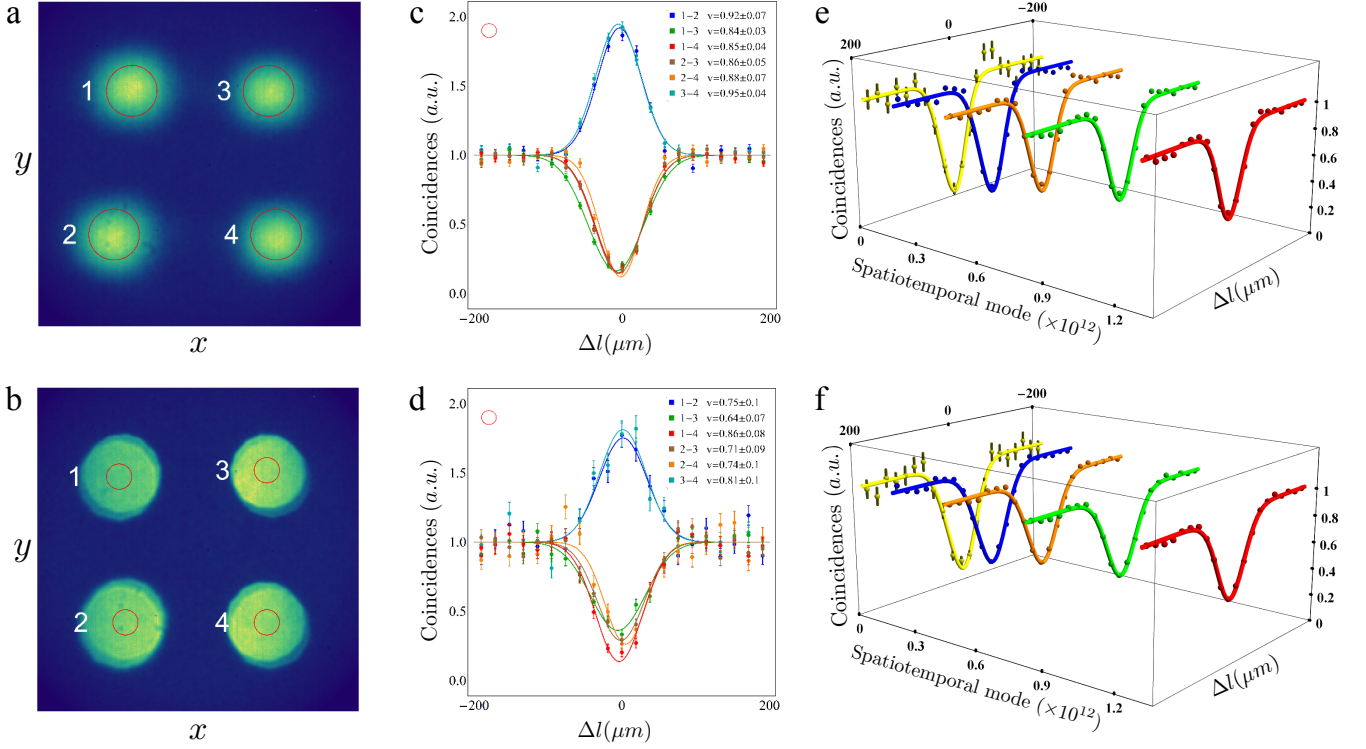 a
1
3
2
4
y
x
c
2.0
1.5
1.0
0.5
0.0
−200
0
200
Coincidences (a.u.)
Δl(μm)
1−2 v=0.92±0.07
1−3 v=0.84±0.03
1−4 v=0.85±0.04
2−3 v=0.86±0.05
2−4 v=0.88±0.07
3−4 v=0.95±0.04
e
200
0
−200
Coincidences (a.u.)
1
0.8
0.6
0.4
0.2
0
0
0.3
0.6
0.9
1.2
Spatiotemporal mode (×10¹²)
Δl(μm)
b
1
3
2
4
y
x
d
2.0
1.5
1.0
0.5
0.0
−200
0
200
Coincidences (a.u.)
Δl(μm)
1−2 v=0.75±0.1
1−3 v=0.64±0.07
1−4 v=0.86±0.08
2−3 v=0.71±0.09
2−4 v=0.74±0.1
3−4 v=0.81±0.1
f
200
0
−200
Coincidences (a.u.)
1
0.8
0.6
0.4
0.2
0
0
0.3
0.6
0.9
1.2
Spatiotemporal mode (×10¹²)
Δl(μm)